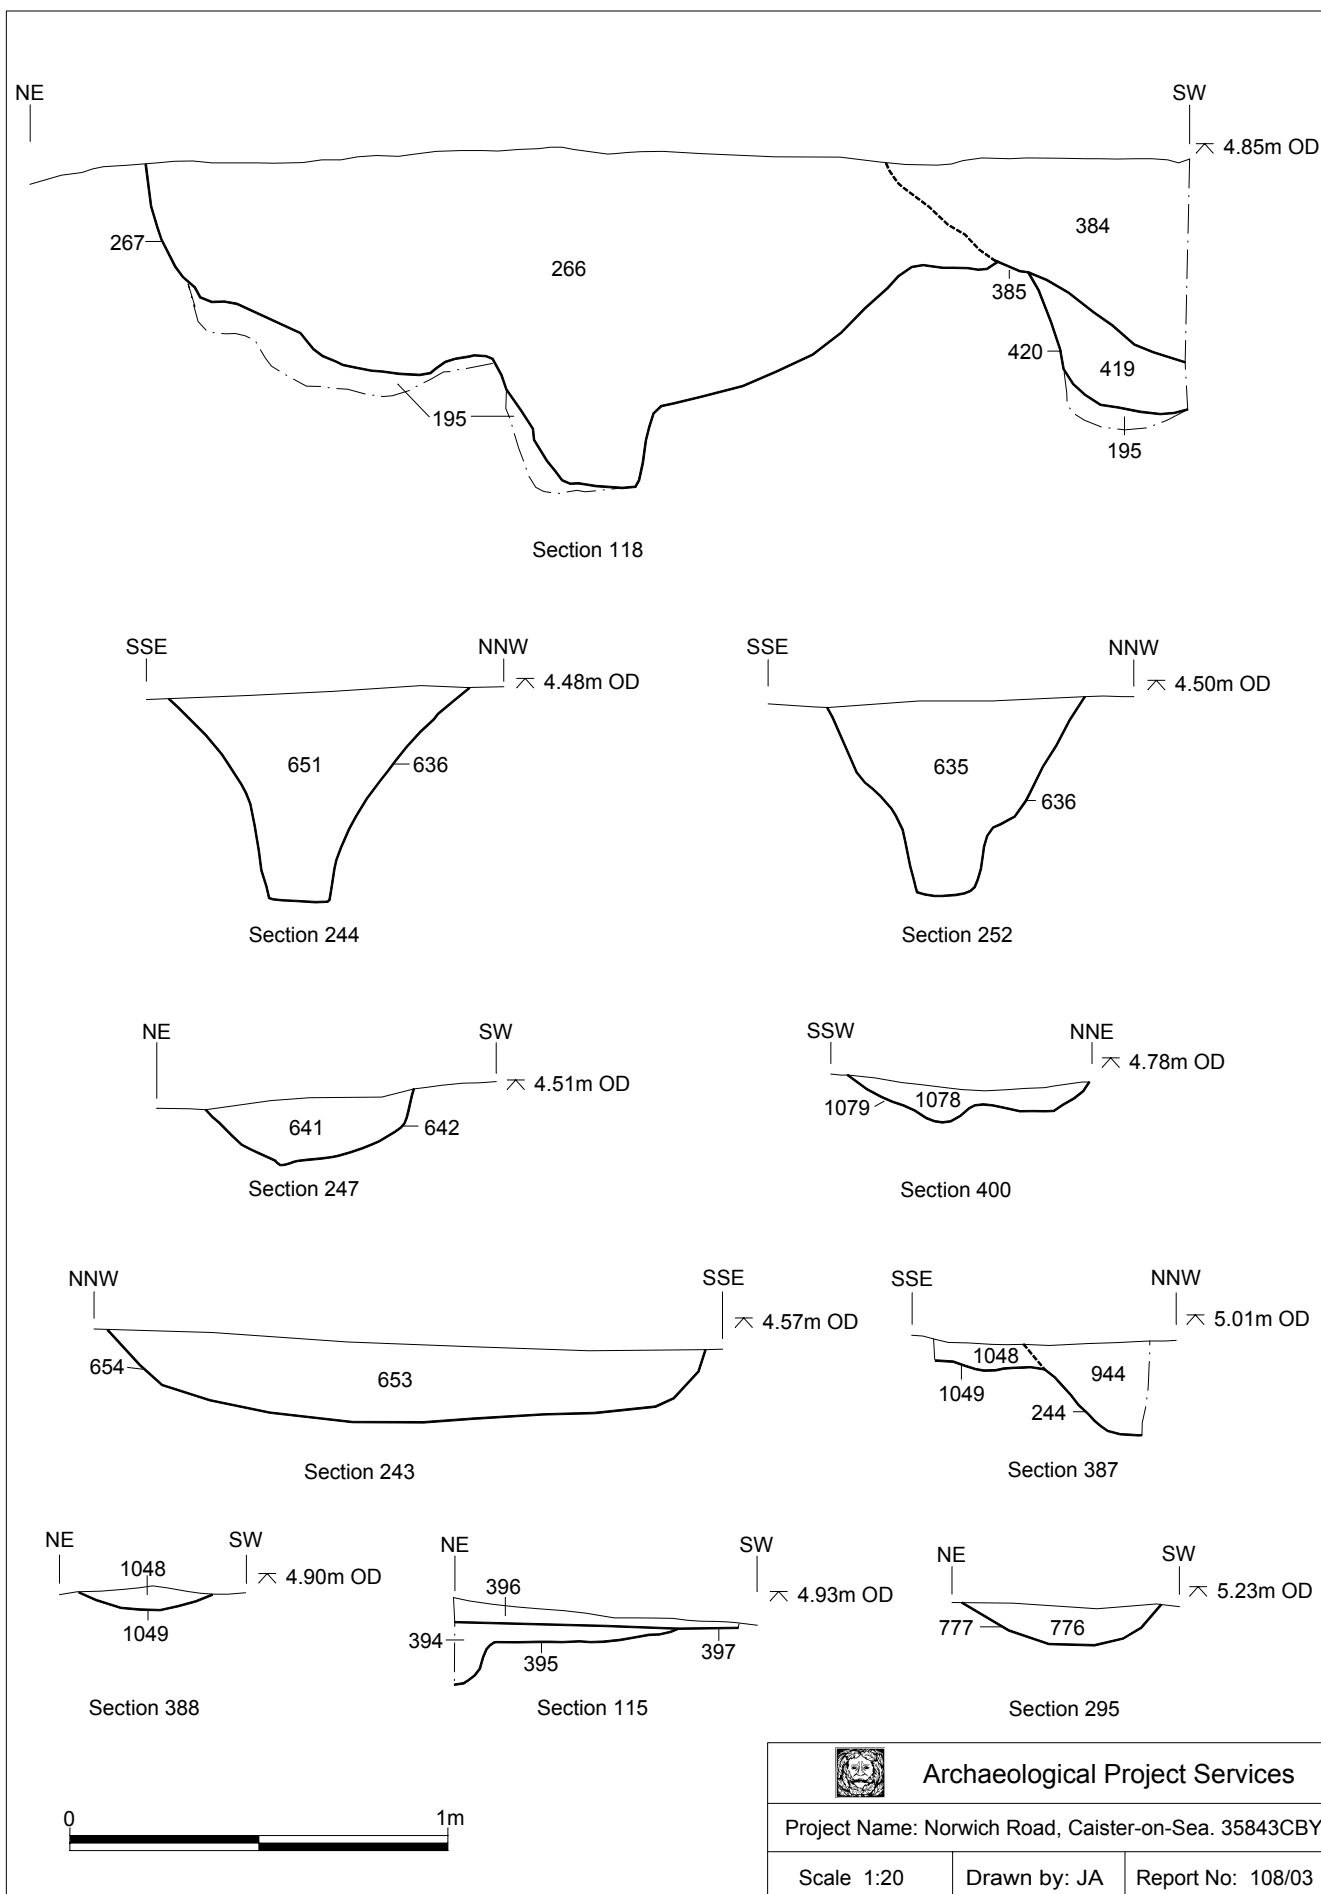 NE
SW
4.85m OD
267
266
384
385
420
419
195
195
Section 118
SSE
NNW
4.48m OD
651
636
Section 244
SSE
NNW
4.50m OD
635
636
Section 252
NE
SW
4.51m OD
641
642
Section 247
SSW
NNE
4.78m OD
1079
1078
Section 400
NNW
SSE
4.57m OD
654
653
Section 243
SSE
NNW
5.01m OD
1048
944
1049
244
Section 387
NE
SW
4.90m OD
1048
1049
Section 388
NE
SW
4.93m OD
396
394
395
397
Section 115
NE
SW
5.23m OD
777
776
Section 295
0
1m
Archaeological Project Services
Project Name: Norwich Road, Caister-on-Sea. 35843CBY
Scale 1:20
Drawn by: JA
Report No: 108/03